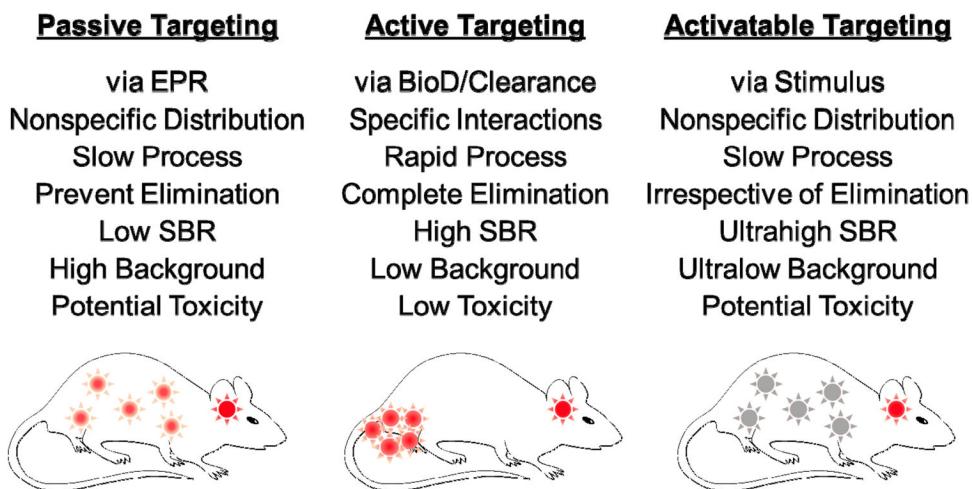 Passive Targeting
via EPR
Nonspecific Distribution
Slow Process
Prevent Elimination
Low SBR
High Background
Potential Toxicity
Active Targeting
via BioD/Clearance
Specific Interactions
Rapid Process
Complete Elimination
High SBR
Low Background
Low Toxicity
Activatable Targeting
via Stimulus
Nonspecific Distribution
Slow Process
Irrespective of Elimination
Ultrahigh SBR
Ultralow Background
Potential Toxicity